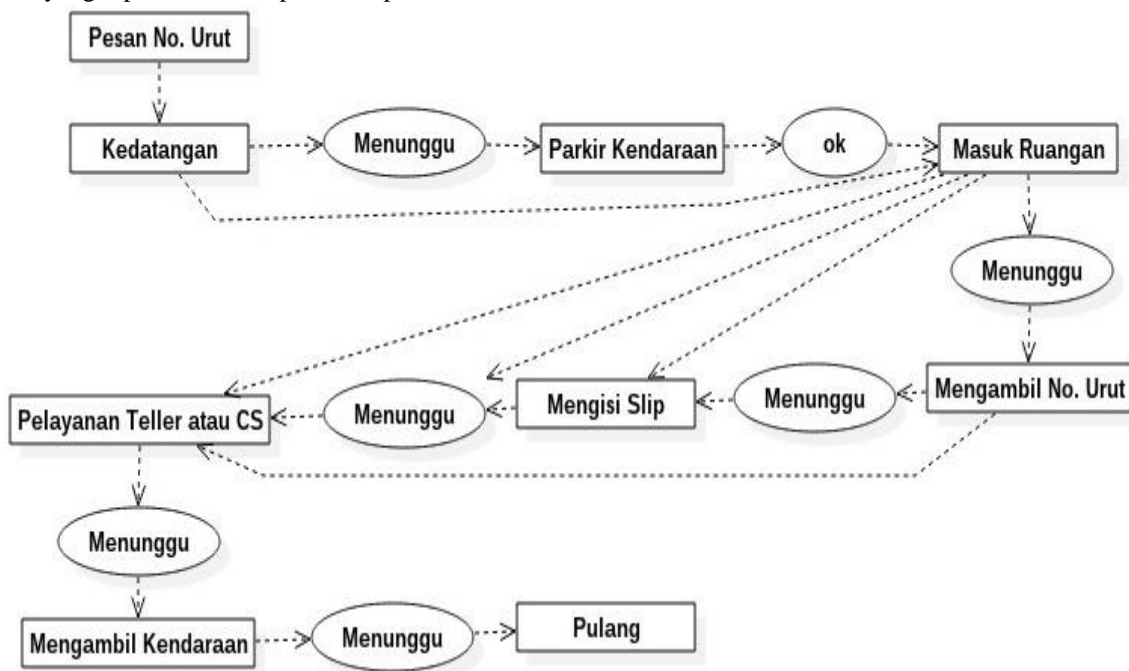 Pesan No. Urut
Kedatangan
Menunggu
Parkir Kendaraan
ok
Masuk Ruangan
Menunggu
Mengambil No. Urut
Menunggu
Mengisi Slip
Menunggu
Pelayanan Teller atau CS
Menunggu
Mengambil Kendaraan
Menunggu
Pulang